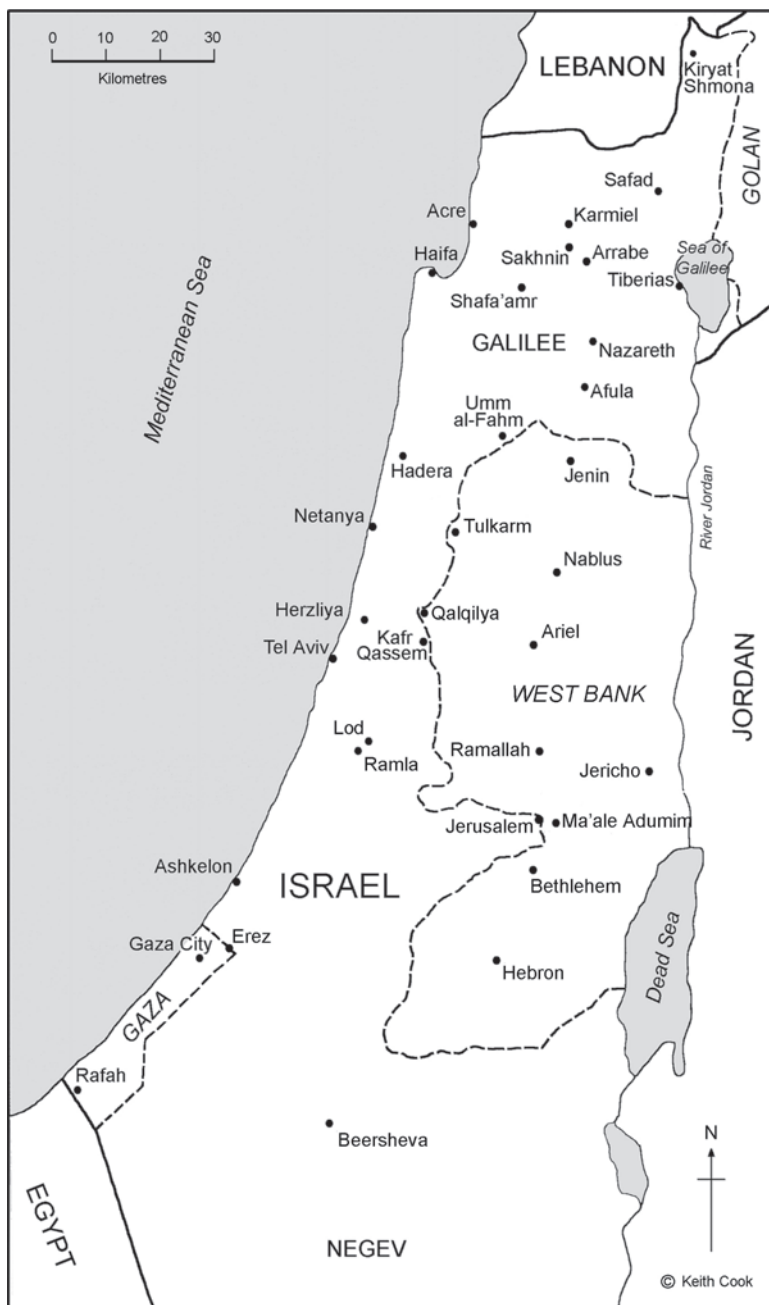 0 10 20 30
Kilometres
LEBANON
Kiryat
Shmona
GOLAN
Safad
Acre
Karmiel
Haifa
Sakhnin
Arrabe
Sea of
Galilee
Tiberias
Shafa'amr
Mediterranean Sea
GALILEE
Nazareth
Afula
Umm
al-Fahm
Hadera
Jenin
River Jordan
Netanya
Tulkarm
Nablus
Herzliya
Qalqilya
Kafr
Qassem
Ariel
Tel Aviv
WEST BANK
JORDAN
Lod
Ramla
Ramallah
Jericho
Jerusalem
Ma'ale Adumim
Ashkelon
ISRAEL
Bethlehem
Gaza City
Erez
Dead Sea
Hebron
GAZA
Rafah
Beersheva
N
EGYPT
NEGEV
© Keith Cook